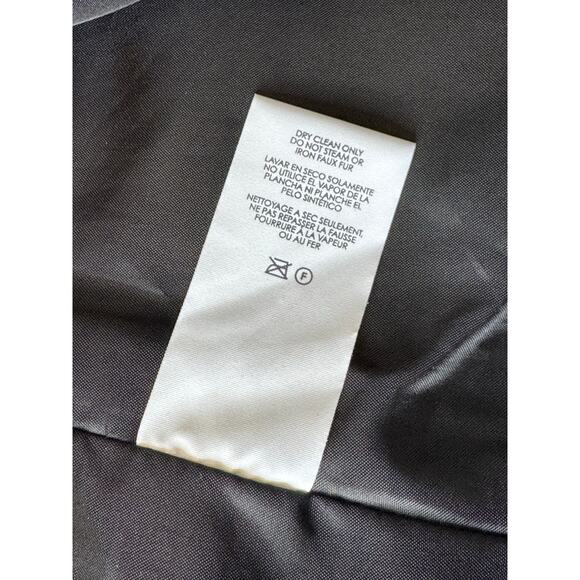 DRY CLEAN ONLY
DO NOT STEAM OR
IRON FAUX FUR
LAVAR EN SECO SOLAMENTE
NO UTILICE EL VAPOR DE LA
PLANCHA NI PLANCHE EL
PELO SINTÉTICO
NETTOYAGE A SEC SEULEMENT,
NE PAS REPASSER LA FAUSSE
FOURRURE À LA VAPEUR
OU AU FER
F